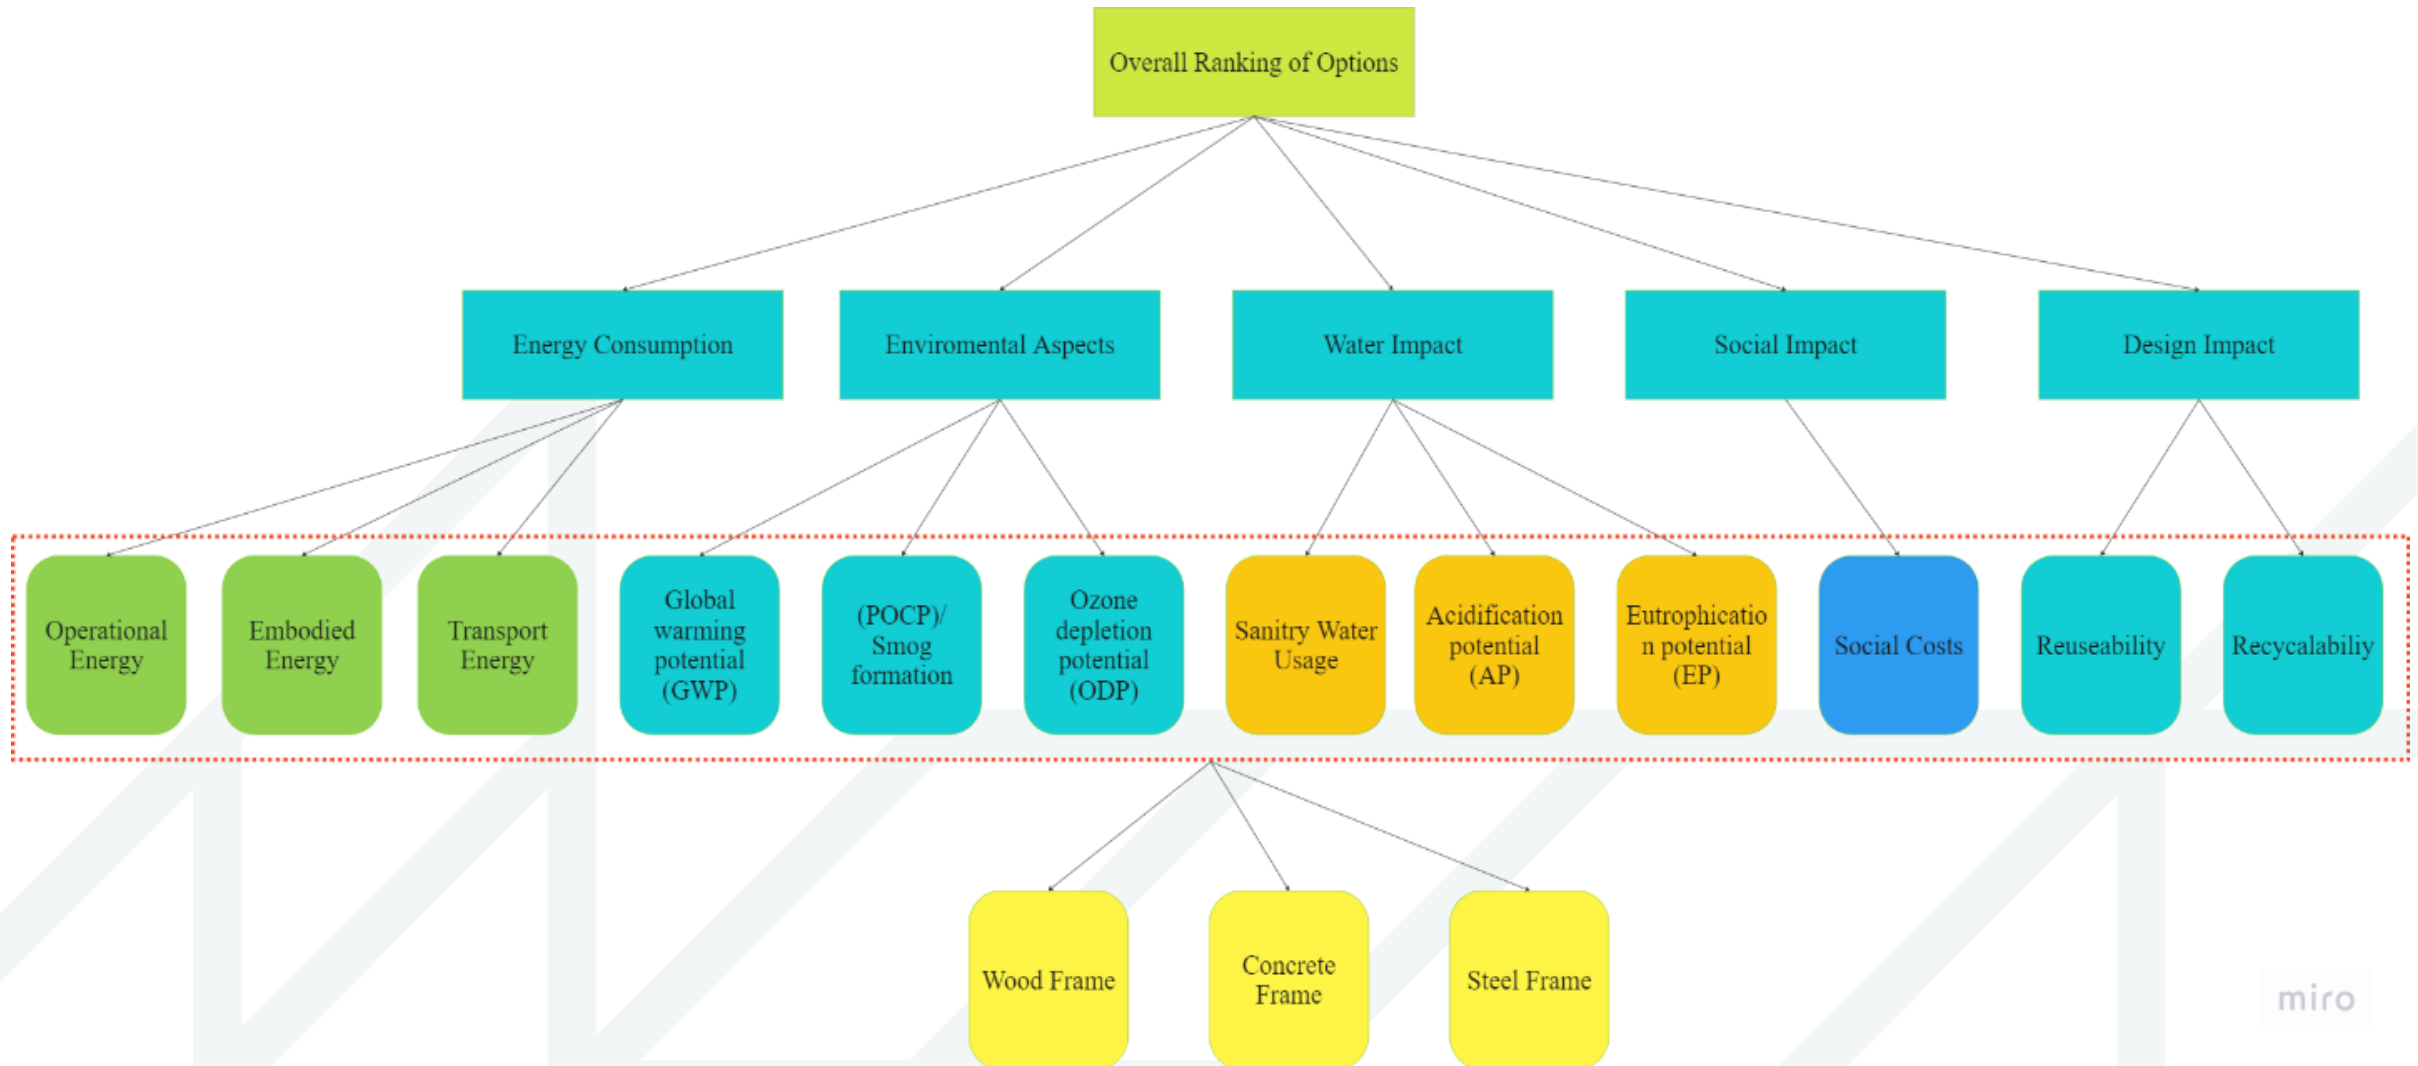 Overall Ranking of Options
Energy Consumption
Enviromental Aspects
Water Impact
Social Impact
Design Impact
Operational
Energy
Embodied
Energy
Transport
Energy
Global
warming
potential
(GWP)
(POCP)/
Smog
formation
Ozone
depletion
potential
(ODP)
Sanitry Water
Usage
Acidification
potential
(AP)
Eutrophicatio
n potential
(EP)
Social Costs
Reuseability
Recycalabiliy
Wood Frame
Concrete
Frame
Steel Frame
miro